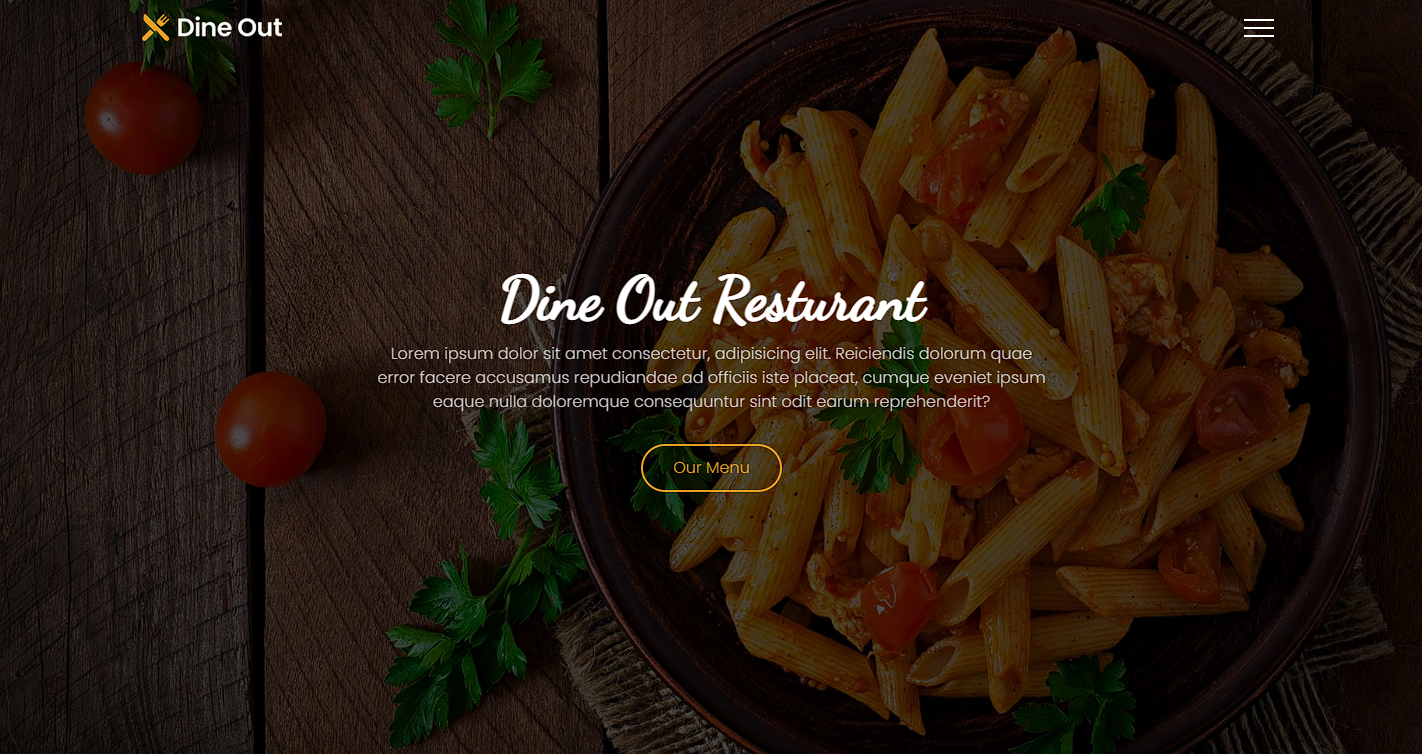 Dine Out
Dine Out Resturant
Lorem ipsum dolor sit amet consectetur, adipisicing elit. Reiciendis dolorum quae
error facere accusamus repudiandae ad officiis iste placeat, cumque eveniet ipsum
eaque nulla doloremque consequuntur sint odit earum reprehenderit?
Our Menu